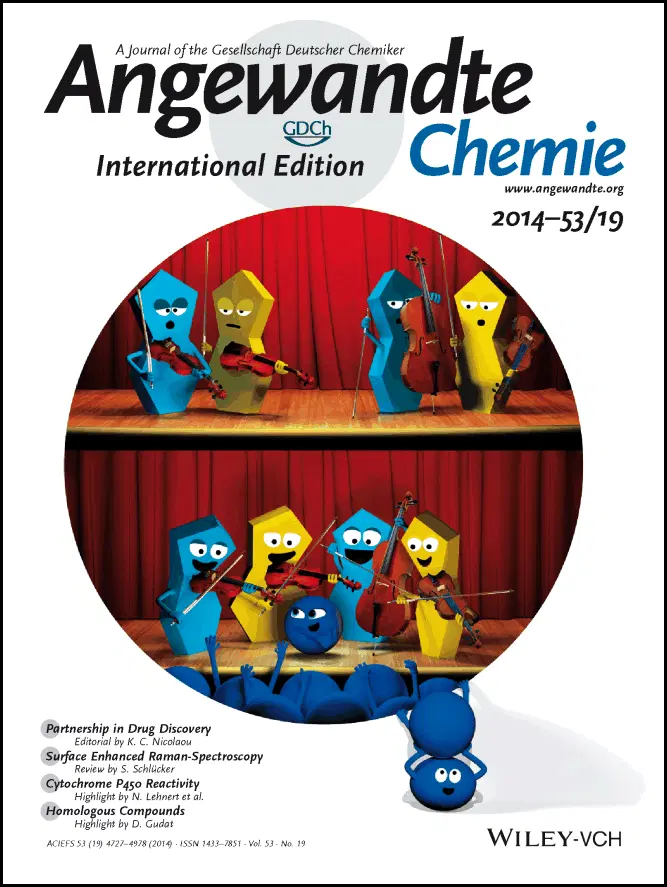 A Journal of the Gesellschaft Deutscher Chemiker
Angewandte
GDCh
Chemie
International Edition
www.angewandte.org
2014–53/19
Partnership in Drug Discovery
Editorial by K. C. Nicolaou
Surface Enhanced Raman-Spectroscopy
Review by S. Schlücker
Cytochrome P450 Reactivity
Highlight by N. Lehnert et al.
Homologous Compounds
Highlight by D. Gudat
ACIEFS 53 (19) 4727–4978 (2014) · ISSN 1433–7851 · Vol. 53 · No. 19
WILEY-VCH